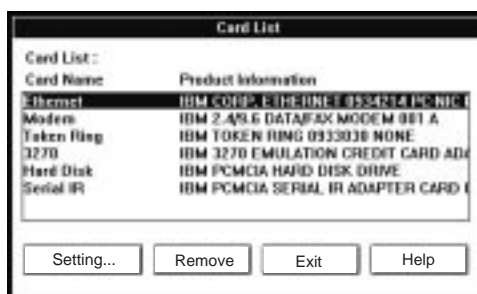 Card List
Card List :
Card Name Product Information
Ethernet IBM CORP. ETHERNET 0934214 PC-NIC
Modem IBM 2.4/9.6 DATA/FAX MODEM 001 A
Token Ring IBM TOKEN RING 0933030 NONE
3270 IBM 3270 EMULATION CREDIT CARD ADA
Hard Disk IBM PCMCIA HARD DISK DRIVE
Serial IR IBM PCMCIA SERIAL IR ADAPTER CARD
Setting... Remove Exit Help